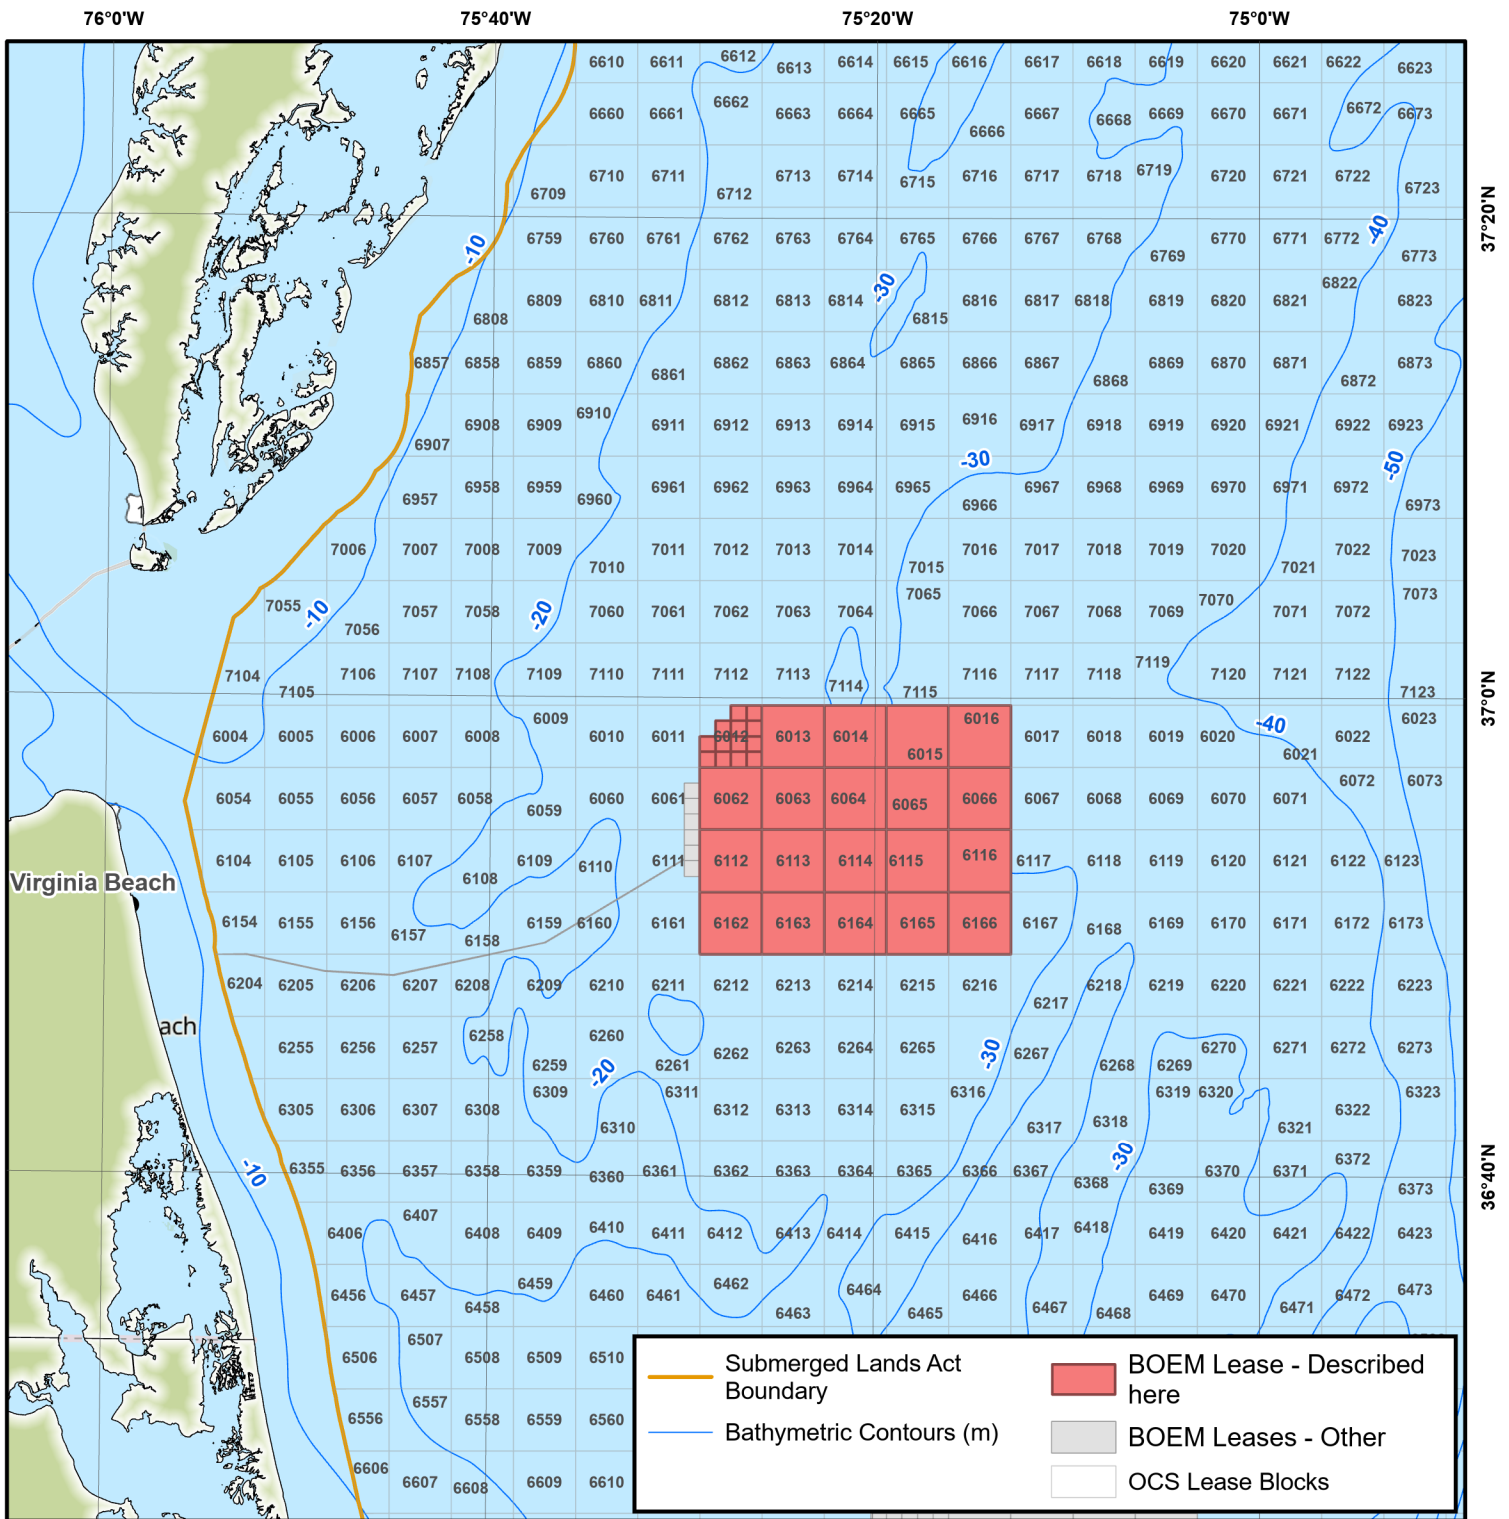 76°0'W 75°40'W 75°20'W 75°0'W
6610 6611 6612 6613 6614 6615 6616 6617 6618 6619 6620 6621 6622 6623
6660 6661 6662 6663 6664 6665 6666 6667 6668 6669 6670 6671 6672 6673
6709 6710 6711 6712 6713 6714 6715 6716 6717 6718 6719 6720 6721 6722 6723
37°20'N
-10 6759 6760 6761 6762 6763 6764 6765 6766 6767 6768 6769 6770 6771 6772 -40 6773
6808 6809 6810 6811 6812 6813 6814 -30 6815 6816 6817 6818 6819 6820 6821 6822 6823
6857 6858 6859 6860 6861 6862 6863 6864 6865 6866 6867 6868 6869 6870 6871 6872 6873
6907 6908 6909 6910 6911 6912 6913 6914 6915 6916 6917 6918 6919 6920 6921 6922 6923
-30 -50
1 6957 6958 6959 6960 6961 6962 6963 6964 6965 6966 6967 6968 6969 6970 6971 6972 6973
7006 7007 7008 7009 7010 7011 7012 7013 7014 7015 7016 7017 7018 7019 7020 7021 7022 7023
7055 -10 7056 7057 7058 -20 7060 7061 7062 7063 7064 7065 7066 7067 7068 7069 7070 7071 7072 7073
7104 7105 7106 7107 7108 7109 7110 7111 7112 7113 7114 7115 7116 7117 7118 7119 7120 7121 7122 7123
37°0'N
6004 6005 6006 6007 6008 6009 6010 6011 6012 6013 6014 6015 6016 6017 6018 6019 6020 -40 6021 6022 6023
6054 6055 6056 6057 6058 6059 6060 6061 6062 6063 6064 6065 6066 6067 6068 6069 6070 6071 6072 6073
6104 6105 6106 6107 6108 6109 6110 6111 6112 6113 6114 6115 6116 6117 6118 6119 6120 6121 6122 6123
Virginia Beach
6154 6155 6156 6157 6158 6159 6160 6161 6162 6163 6164 6165 6166 6167 6168 6169 6170 6171 6172 6173
6204 6205 6206 6207 6208 6209 6210 6211 6212 6213 6214 6215 6216 6217 6218 6219 6220 6221 6222 6223
ach
6255 6256 6257 6258 6259 6260 6261 6262 6263 6264 6265 -30 6267 6268 6269 6270 6271 6272 6273
-20
6305 6306 6307 6308 6309 6310 6311 6312 6313 6314 6315 6316 6317 6318 6319 6320 6321 6322 6323
36°40'N
-10 6355 6356 6357 6358 6359 6360 6361 6362 6363 6364 6365 6366 6367 6368 -30 6369 6370 6371 6372 6373
6406 6407 6408 6409 6410 6411 6412 6413 6414 6415 6416 6417 6418 6419 6420 6421 6422 6423
6456 6457 6458 6459 6460 6461 6462 6463 6464 6465 6466 6467 6468 6469 6470 6471 6472 6473
6506 6507 6508 6509 6510
6556 6557 6558 6559 6560
6606 6607 6608 6609 6610
Submerged Lands Act
Boundary
Bathymetric Contours (m)
BOEM Lease - Described
here
BOEM Leases - Other
OCS Lease Blocks